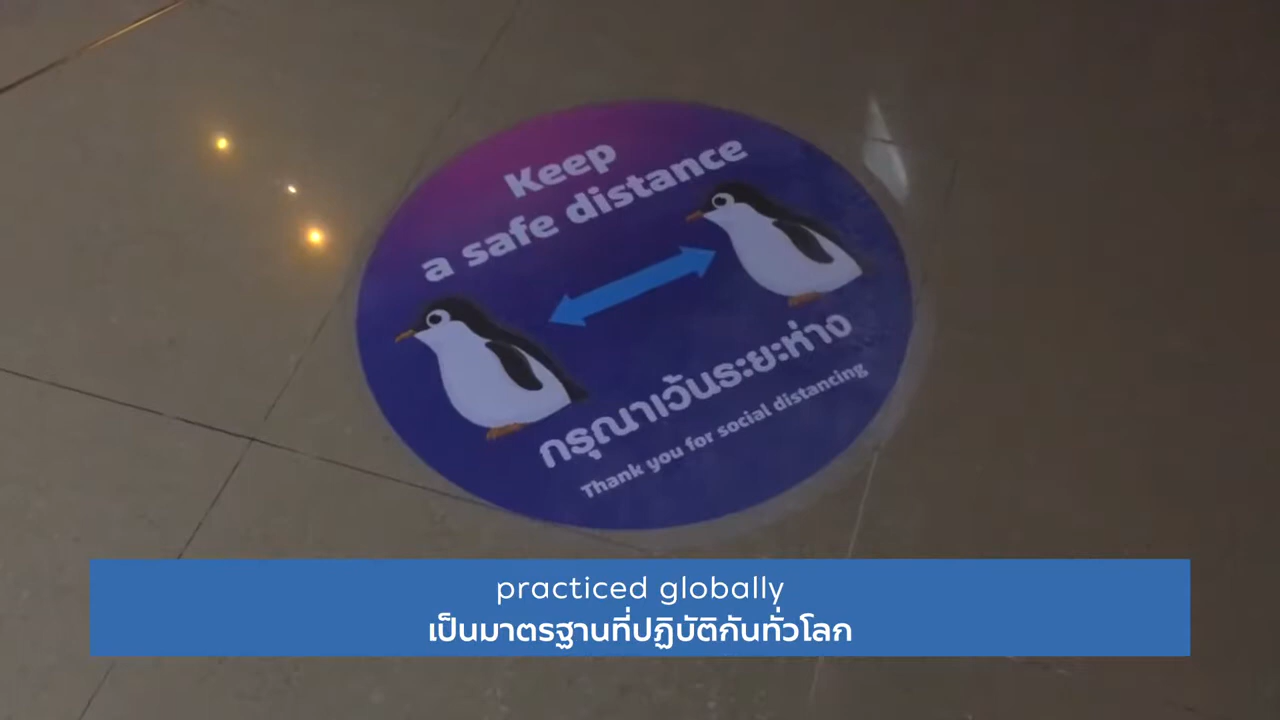 Keep
a safe distance
กรุณาเว้นระยะห่าง
Thank you for social distancing
practiced globally
เป็นมาตรฐานที่ปฏิบัติกันทั่วโลก